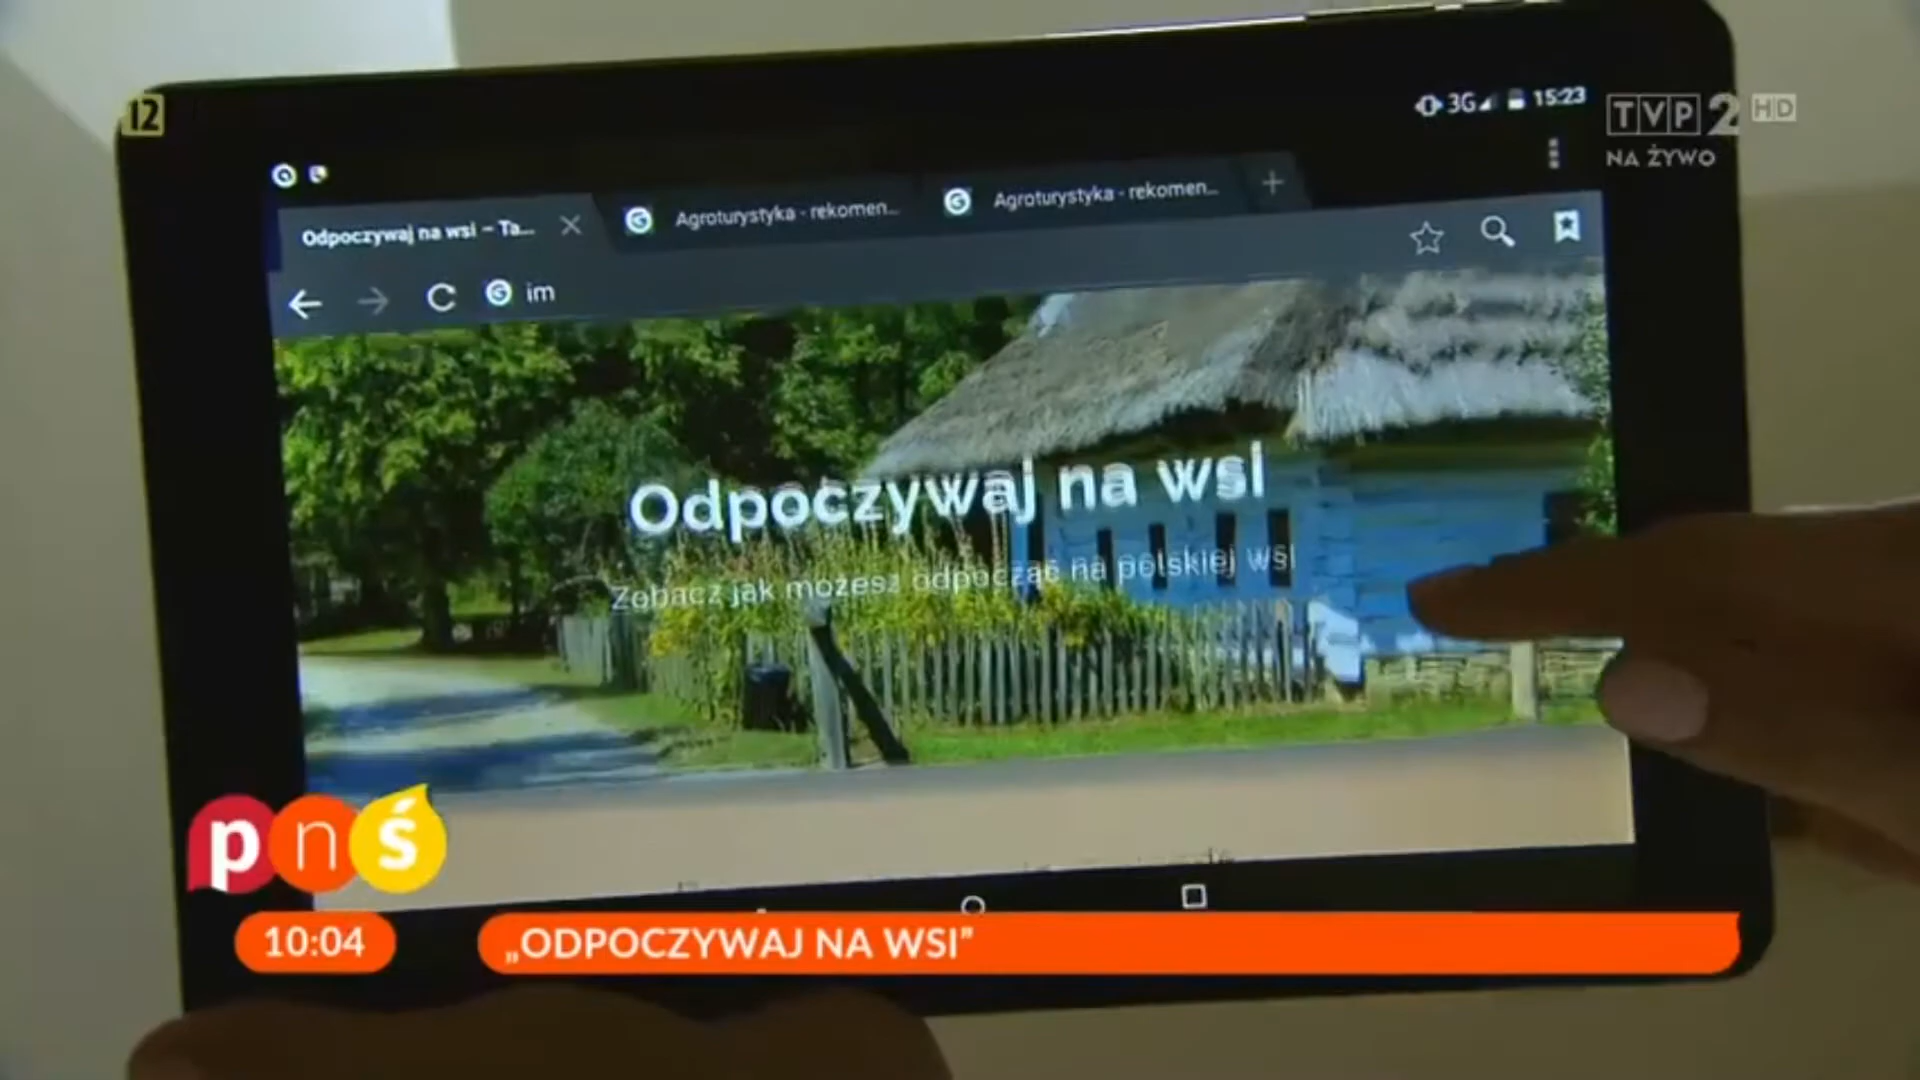 12
3G 15:23
TVP2 HD
NA ŻYWO
Odpoczywaj na wsi – Ta...
Agroturystyka - rekomen...
Agroturystyka - rekomen...
im
Odpoczywaj na wsi
Zobacz jak możesz odpocząć na polskiej wsi
pnś
10:04
„ODPOCZYWAJ NA WSI”